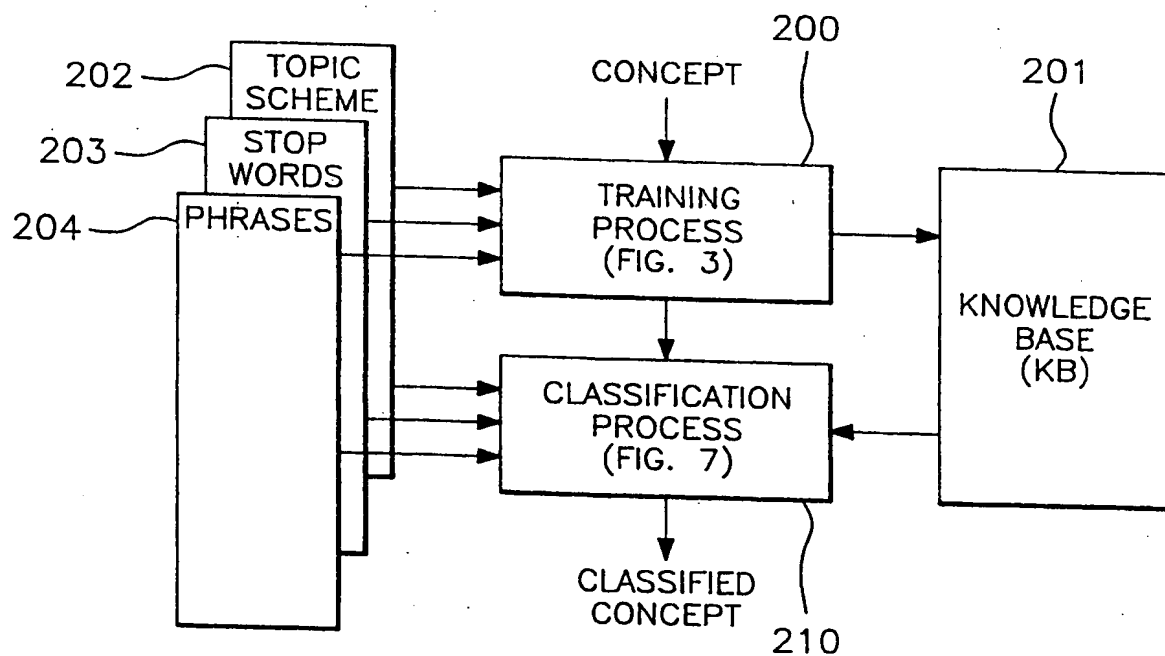 200
202
TOPIC
SCHEME
CONCEPT
201
203
STOP
WORDS
204
PHRASES
TRAINING
PROCESS
(FIG. 3)
KNOWLEDGE
BASE
(KB)
CLASSIFICATION
PROCESS
(FIG. 7)
CLASSIFIED
CONCEPT
210